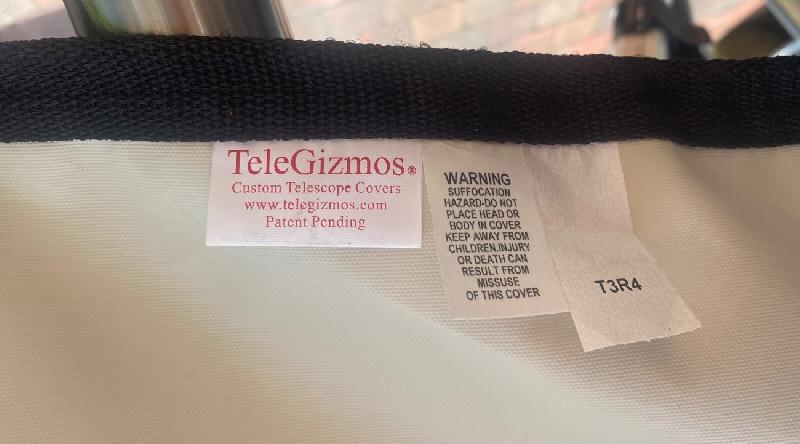 TeleGizmos®
Custom Telescope Covers
www.telegizmos.com
Patent Pending
WARNING
SUFFOCATION
HAZARD-DO NOT
PLACE HEAD OR
BODY IN COVER
KEEP AWAY FROM
CHILDREN.INJURY
OR DEATH CAN
RESULT FROM
MISSUSE
OF THIS COVER
T3R4